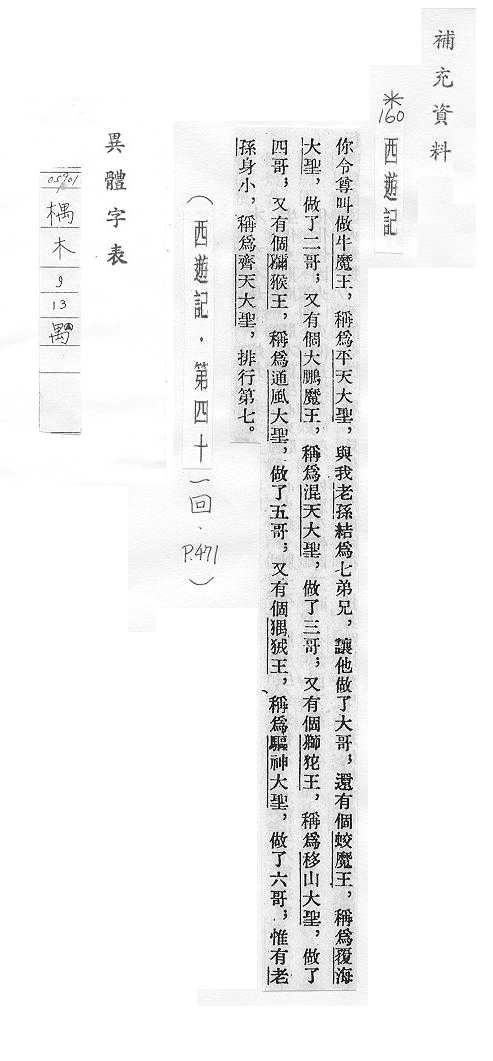 補充資料
＊160 西遊記
你令尊叫做牛魔王，稱爲平天大聖，與我老孫結爲七弟兄，讓他做了大哥；還有個蛟魔王，稱爲覆海
大聖，做了二哥；又有個大鵬魔王，稱爲混天大聖，做了三哥；又有個獅王，稱爲移山大聖，做了
四哥；又有個獼猴王，稱爲通風大聖，做了五哥；又有個狨王，稱爲驅神大聖，做了六哥；惟有老
孫身小，稱爲齊天大聖，排行第七。
（西遊記．第四十一回．P.471）
異體字表
木
9
13